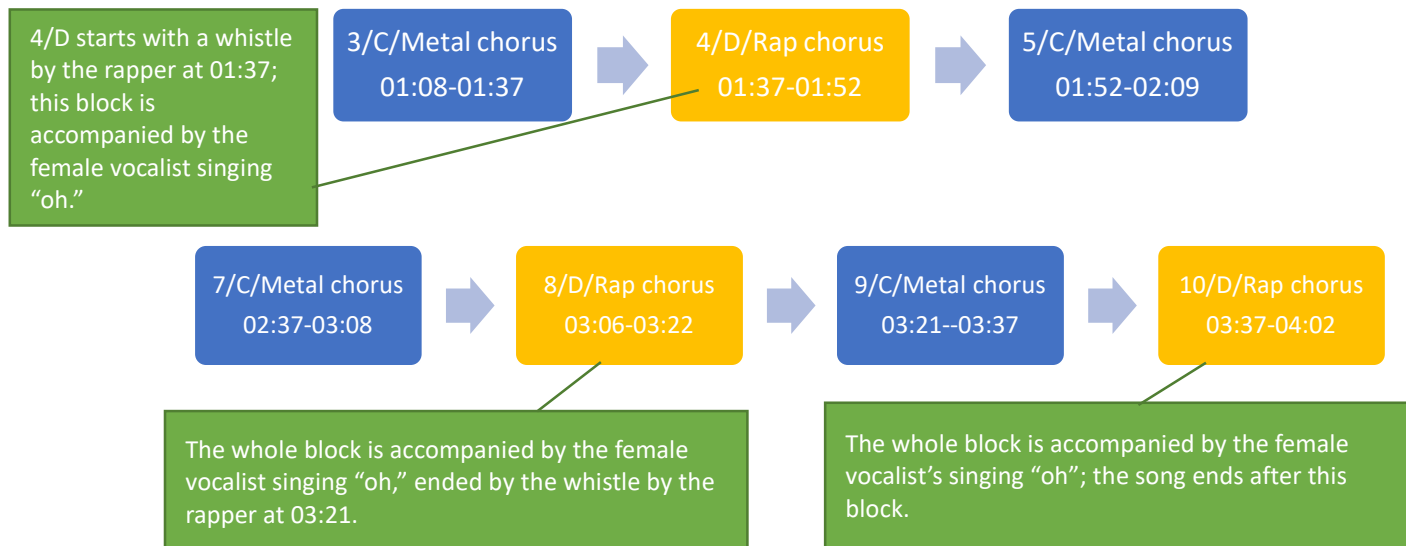 4/D starts with a whistle
by the rapper at 01:37;
this block is
accompanied by the
female vocalist singing
“oh.”
3/C/Metal chorus
01:08-01:37
4/D/Rap chorus
01:37-01:52
5/C/Metal chorus
01:52-02:09
7/C/Metal chorus
02:37-03:08
8/D/Rap chorus
03:06-03:22
9/C/Metal chorus
03:21--03:37
10/D/Rap chorus
03:37-04:02
The whole block is accompanied by the female
vocalist singing “oh,” ended by the whistle by the
rapper at 03:21.
The whole block is accompanied by the female
vocalist’s singing “oh”; the song ends after this
block.